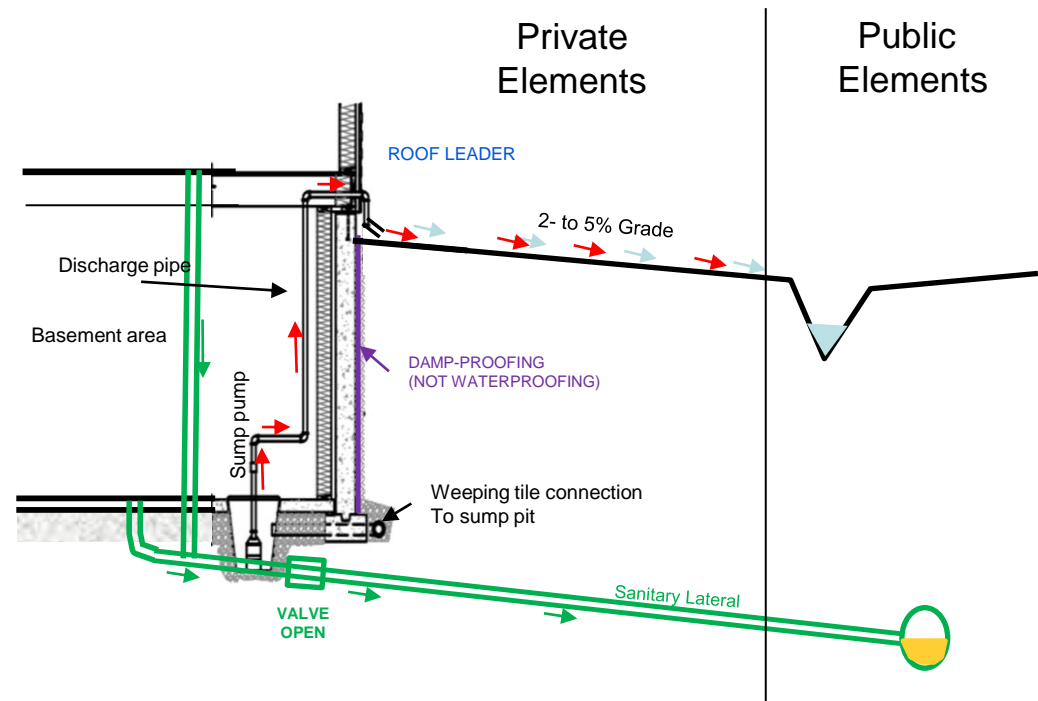 Private
Elements
Public
Elements
ROOF LEADER
2- to 5% Grade
Discharge pipe
Basement area
DAMP-PROOFING
(NOT WATERPROOFING)
Sump pump
Weeping tile connection
To sump pit
Sanitary Lateral
VALVE
OPEN